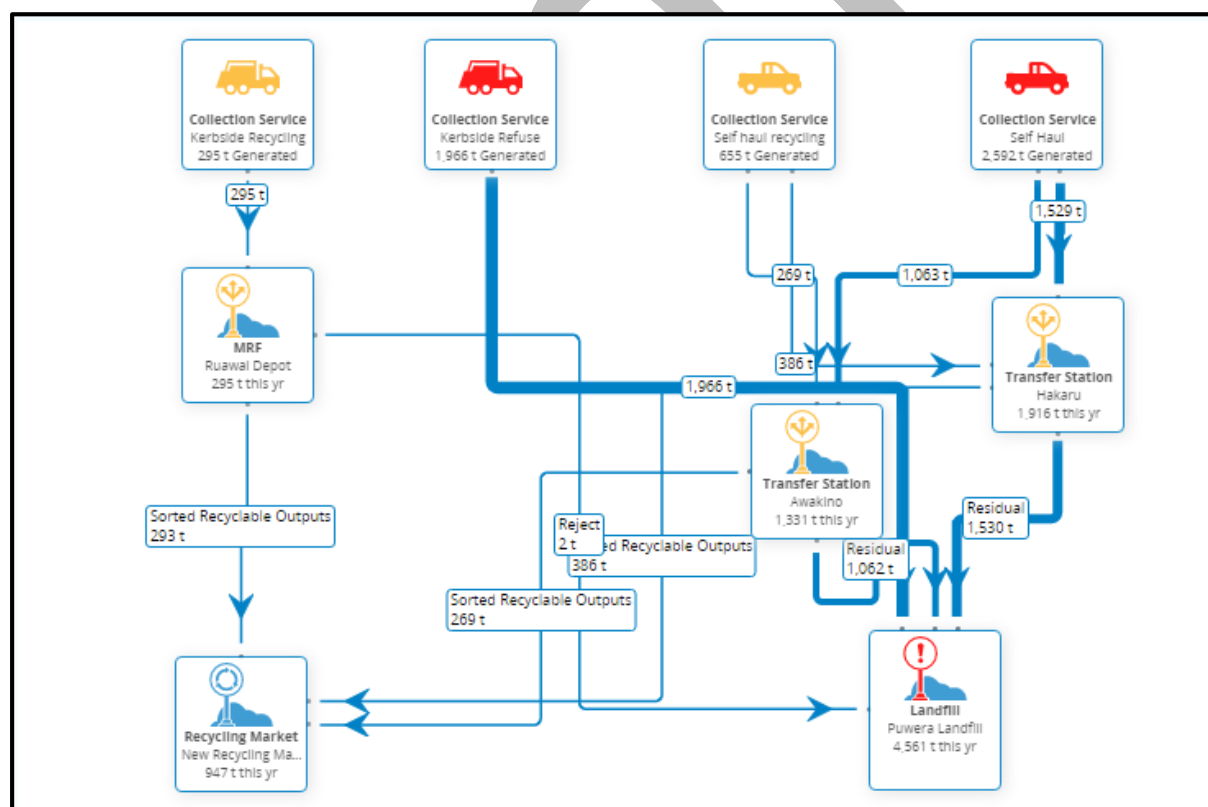 Collection Service
Kerbside Recycling
295 t Generated
Collection Service
Kerbside Refuse
1,966 t Generated
Collection Service
Self haul recycling
655 t Generated
Collection Service
Self Haul
2,592 t Generated
295 t
1,529 t
269 t
1,063 t
MRF
Ruawai Depot
295 t this yr
386 t
1,966 t
Transfer Station
Hakaru
1,916 t this yr
Transfer Station
Awakino
1,331 t this yr
Sorted Recyclable Outputs
293 t
Reject
2 t
ed Recyclable Outputs
386 t
Residual
1,530 t
Residual
1,062 t
Sorted Recyclable Outputs
269 t
Recycling Market
New Recycling Ma...
947 t this yr
Landfill
Puwera Landfill
4,561 t this yr